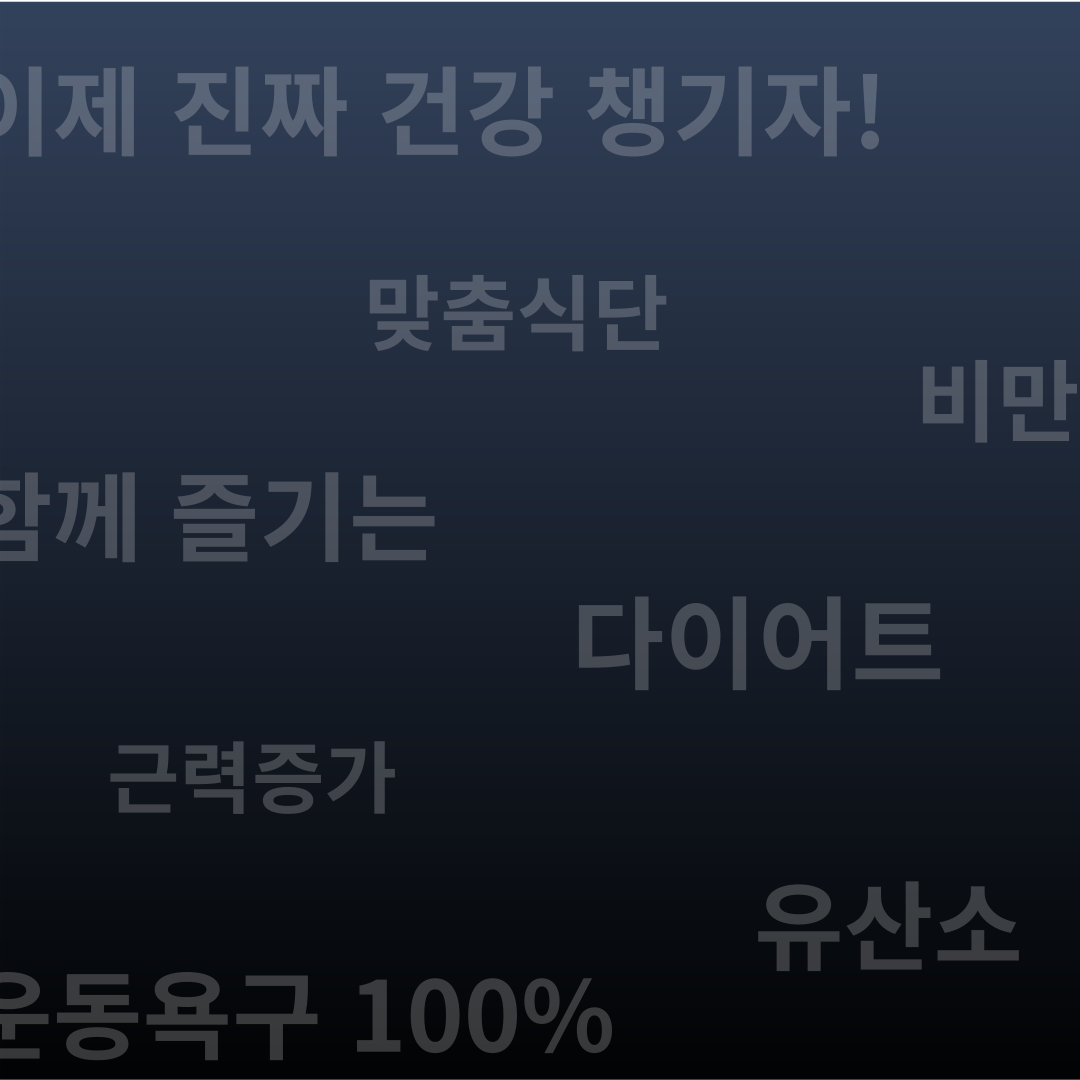 이제 진짜 건강 챙기자!
맞춤식단
비만
함께 즐기는
다이어트
근력증가
유산소
운동욕구 100%